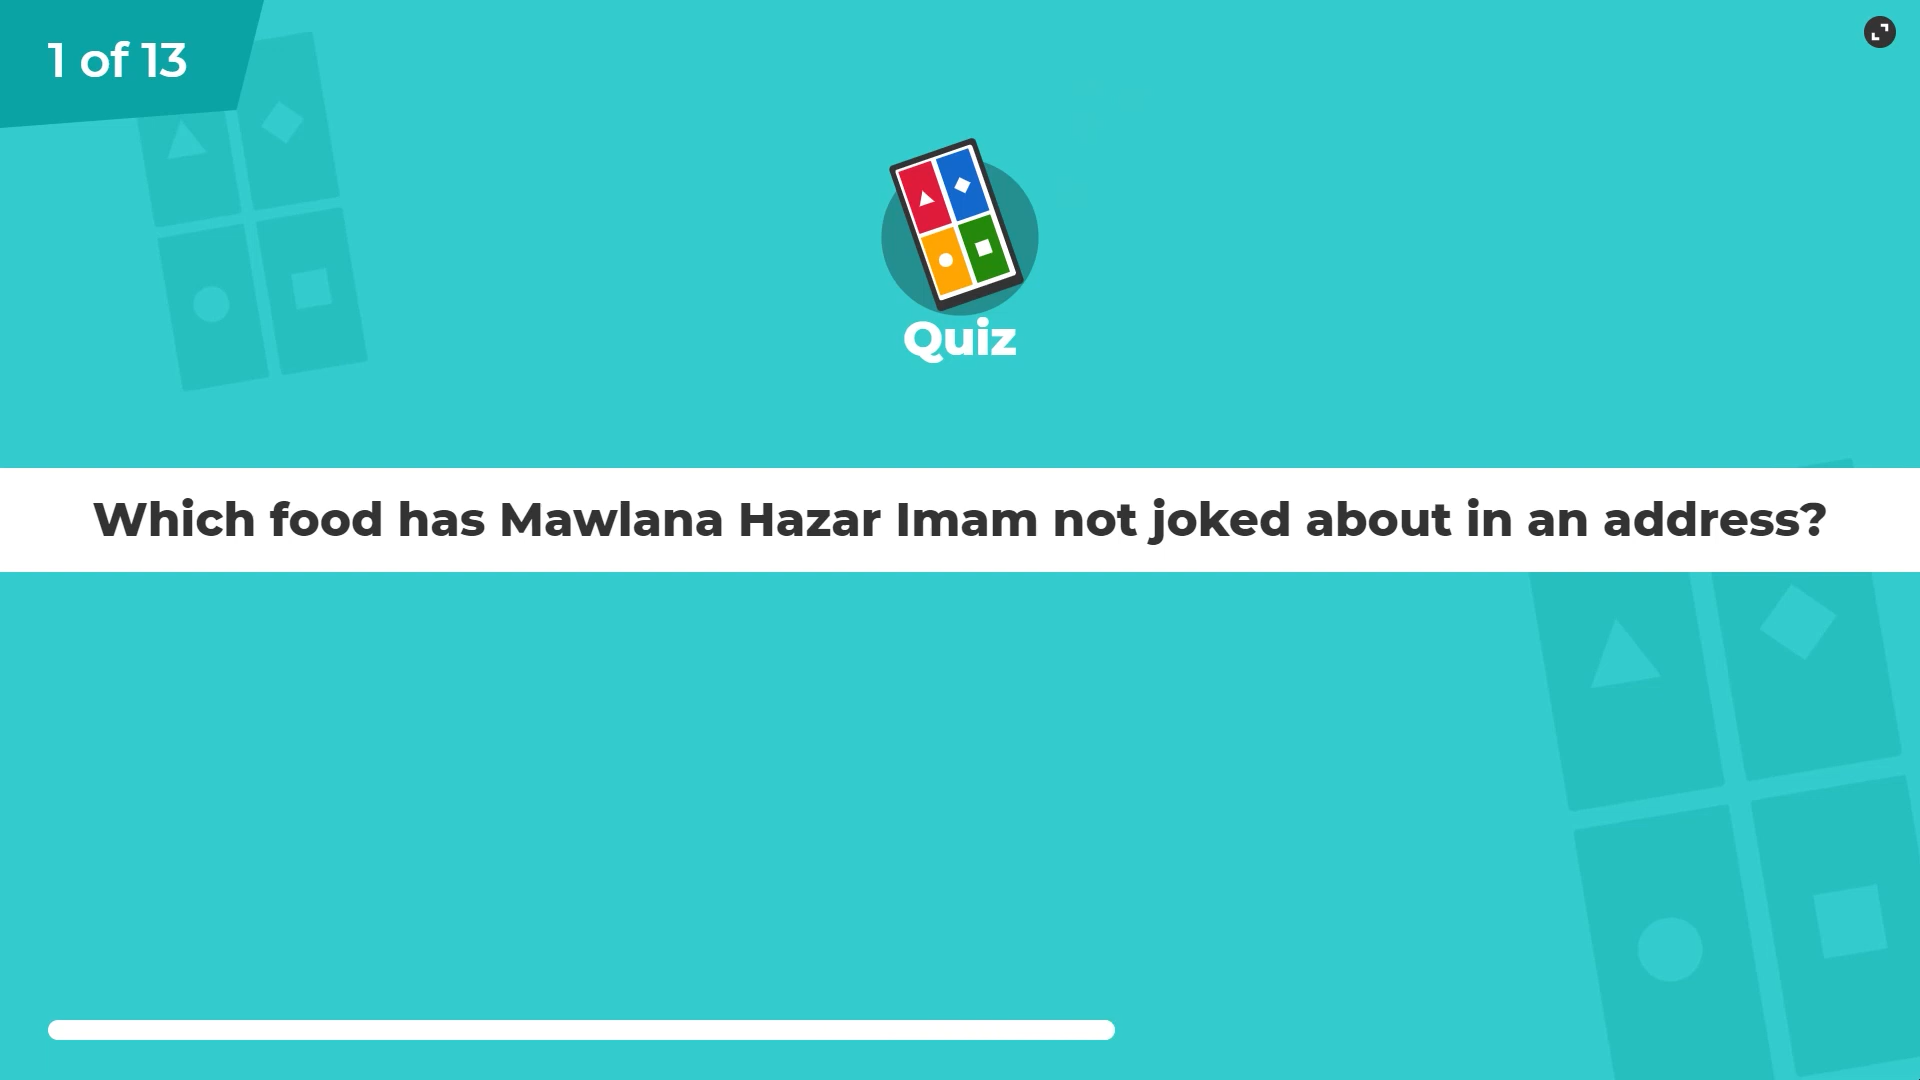 1 of 13
Quiz
Which food has Mawlana Hazar Imam not joked about in an address?